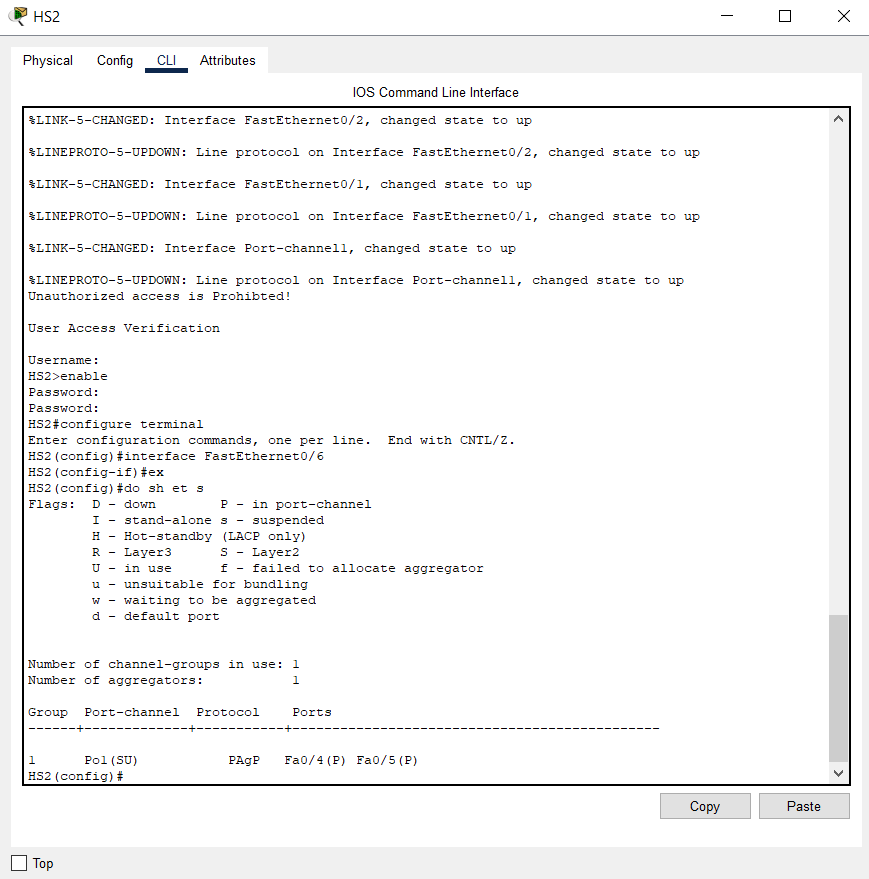 HS2
Physical Config CLI Attributes
IOS Command Line Interface
%LINK-5-CHANGED: Interface FastEthernet0/2, changed state to up
%LINEPROTO-5-UPDOWN: Line protocol on Interface FastEthernet0/2, changed state to up
%LINK-5-CHANGED: Interface FastEthernet0/1, changed state to up
%LINEPROTO-5-UPDOWN: Line protocol on Interface FastEthernet0/1, changed state to up
%LINK-5-CHANGED: Interface Port-channel1, changed state to up
%LINEPROTO-5-UPDOWN: Line protocol on Interface Port-channel1, changed state to up
Unauthorized access is Prohibted!
User Access Verification
Username:
HS2>enable
Password:
Password:
HS2#configure terminal
Enter configuration commands, one per line.  End with CNTL/Z.
HS2(config)#interface FastEthernet0/6
HS2(config-if)#ex
HS2(config)#do sh et s
Flags:  D - down        P - in port-channel
        I - stand-alone s - suspended
        H - Hot-standby (LACP only)
        R - Layer3      S - Layer2
        U - in use      f - failed to allocate aggregator
        u - unsuitable for bundling
        w - waiting to be aggregated
        d - default port
Number of channel-groups in use: 1
Number of aggregators:           1
Group  Port-channel  Protocol    Ports
------+-------------+-----------+----------------------------------------------
1      Po1(SU)           PAgP   Fa0/4(P) Fa0/5(P)
HS2(config)#
Copy Paste
Top